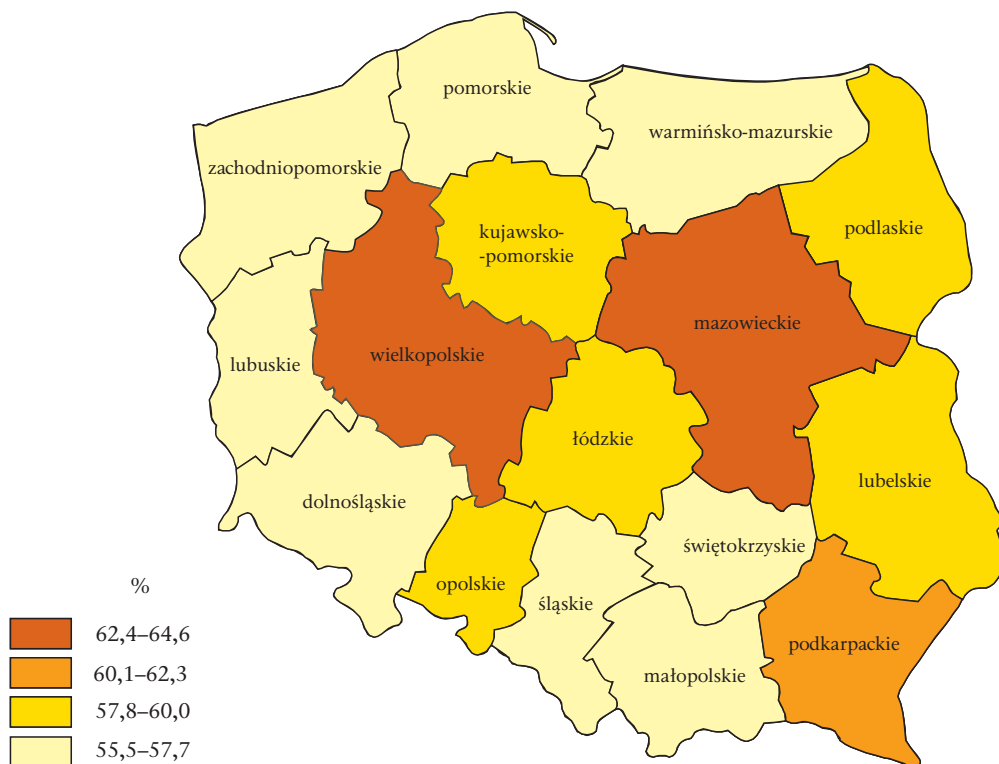 pomorskie
warmińsko-mazurskie
zachodniopomorskie
kujawsko-
-pomorskie
podlaskie
mazowieckie
wielkopolskie
lubuskie
łódzkie
lubelskie
dolnośląskie
świętokrzyskie
opolskie
śląskie
podkarpackie
małopolskie
%
62,4–64,6
60,1–62,3
57,8–60,0
55,5–57,7